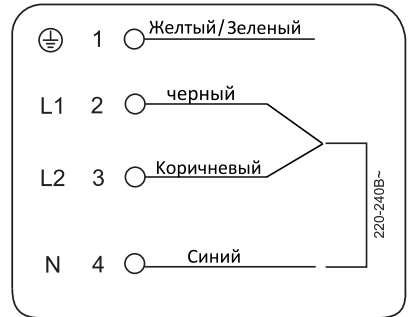 1 Желтый/Зеленый
L1 2 черный
L2 3 Коричневый
220-240В~
N 4 Синий